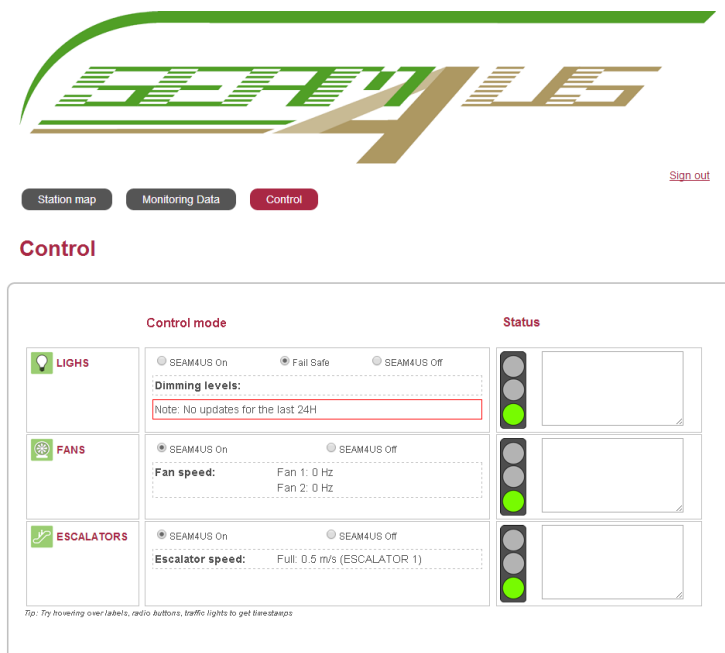 SEAM4US
Sign out
Station map Monitoring Data Control
Control
Control mode Status
LIGHS SEAM4US On Fail Safe SEAM4US Off
Dimming levels:
Note: No updates for the last 24H
FANS SEAM4US On SEAM4US Off
Fan speed: Fan 1: 0 Hz
Fan 2: 0 Hz
ESCALATORS SEAM4US On SEAM4US Off
Escalator speed: Full: 0.5 m/s (ESCALATOR 1)
Tip: Try hovering over labels, radio buttons, traffic lights to get timestamps